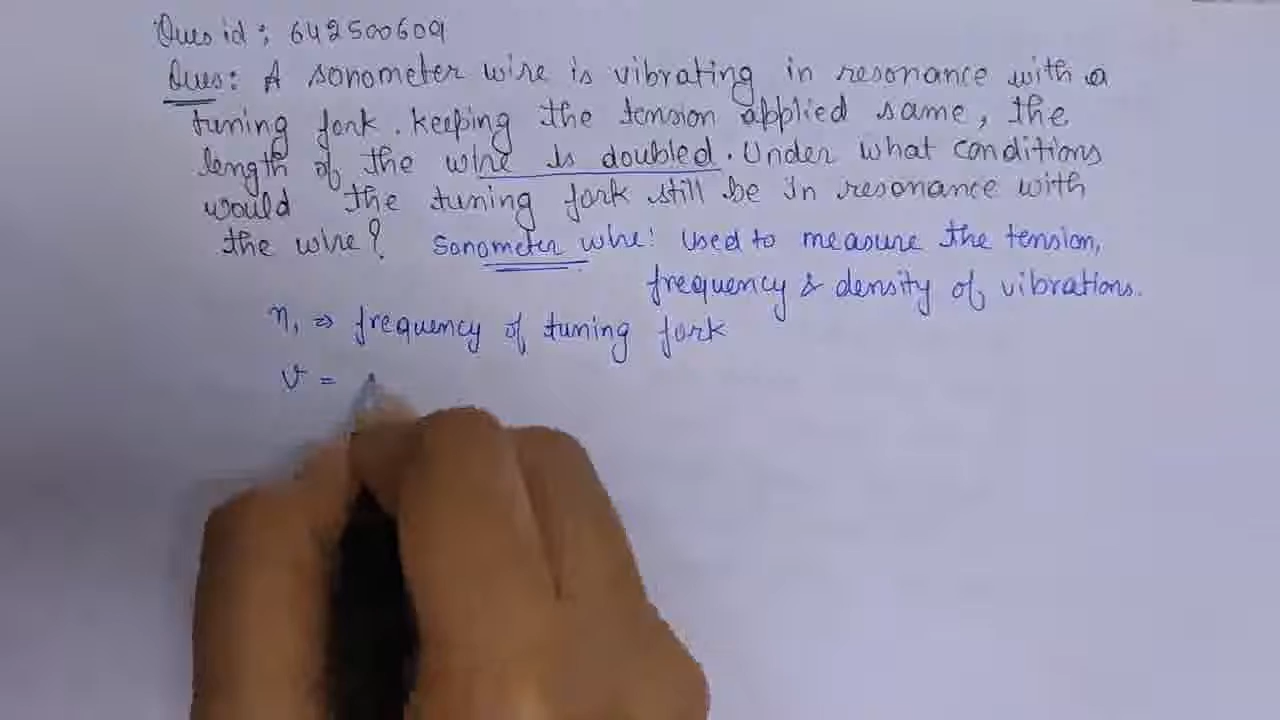 Ques id : 642500609
Ques : A sonometer wire is vibrating in resonance with a
tuning fork . keeping the tension applied same , the
length of the wire is doubled . Under what conditions
would the tuning fork still be in resonance with
the wire ? Sonometer wire : Used to measure the tension,
frequency & density of vibrations.
n₁ ⇒ frequency of tuning fork
v =